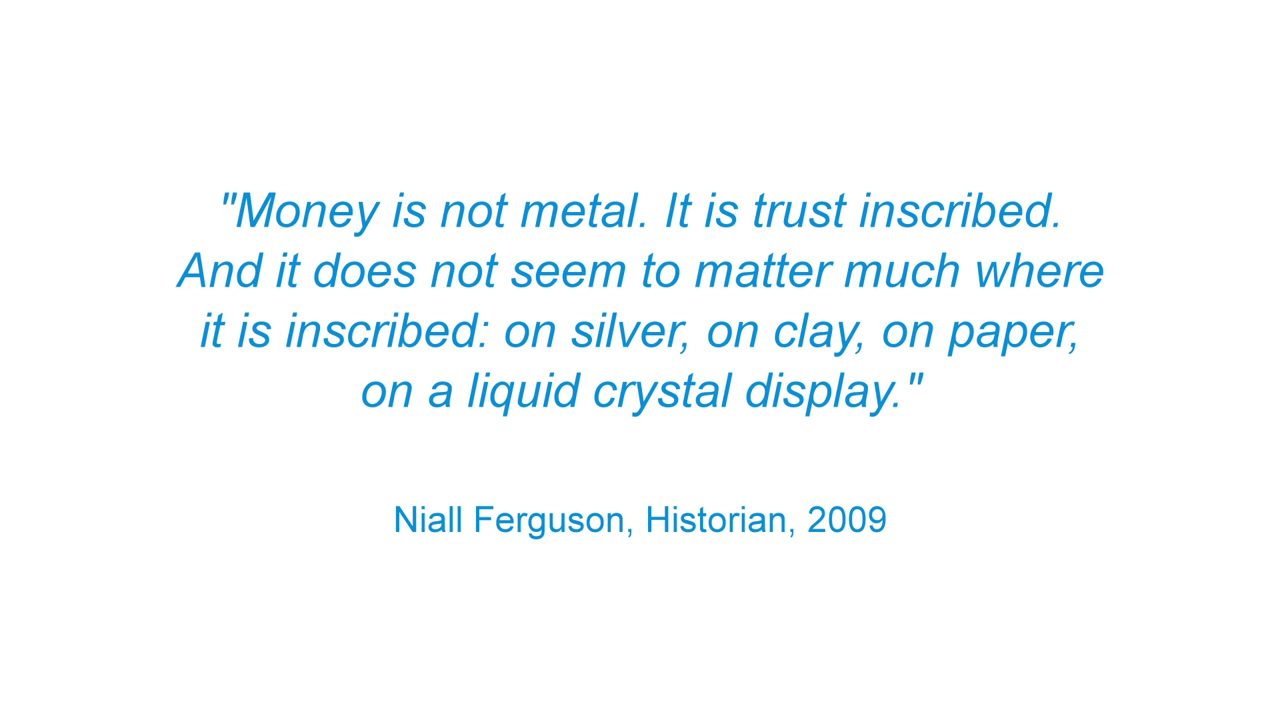 "Money is not metal. It is trust inscribed.
And it does not seem to matter much where
it is inscribed: on silver, on clay, on paper,
on a liquid crystal display."
Niall Ferguson, Historian, 2009